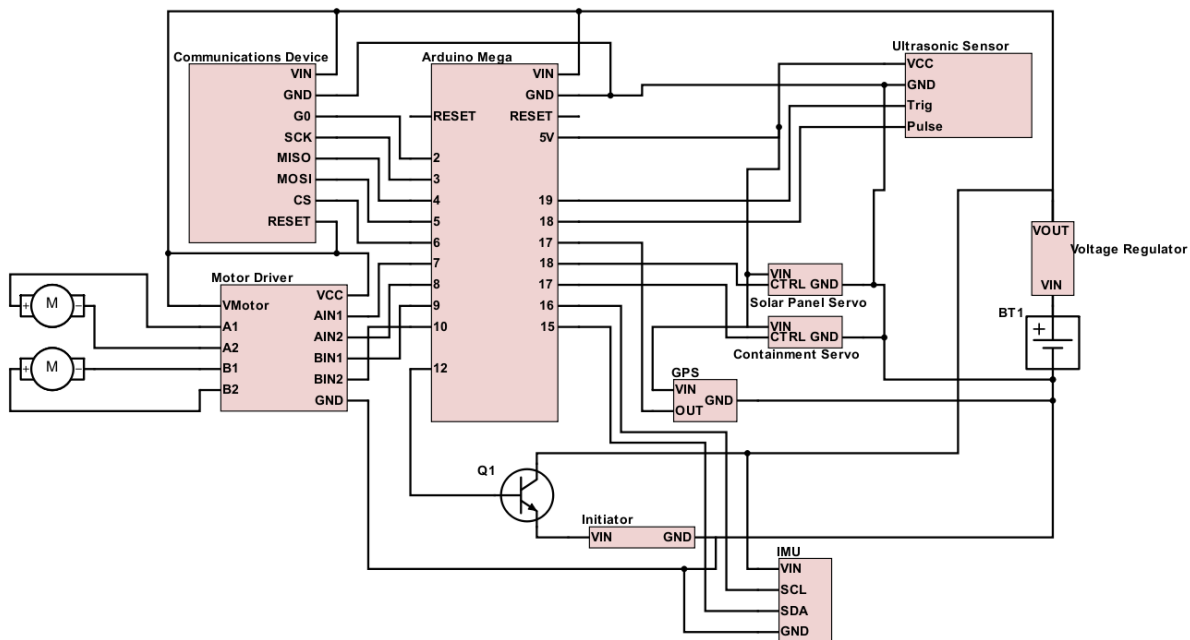 Communications Device
VIN
GND
G0
SCK
MISO
MOSI
CS
RESET
Arduino Mega
RESET
2
3
4
5
6
7
8
9
10
12
VIN
GND
RESET
5V
19
18
17
18
17
16
15
Ultrasonic Sensor
VCC
GND
Trig
Pulse
VOUT
VIN
Voltage Regulator
BT1
+
Motor Driver
VMotor
A1
A2
B1
B2
VCC
AIN1
AIN2
BIN1
BIN2
GND
+ M -
+ M -
VIN
CTRL GND
Solar Panel Servo
VIN
CTRL GND
Containment Servo
GPS
VIN
GND
OUT
Q1
Initiator
VIN GND
IMU
VIN
SCL
SDA
GND